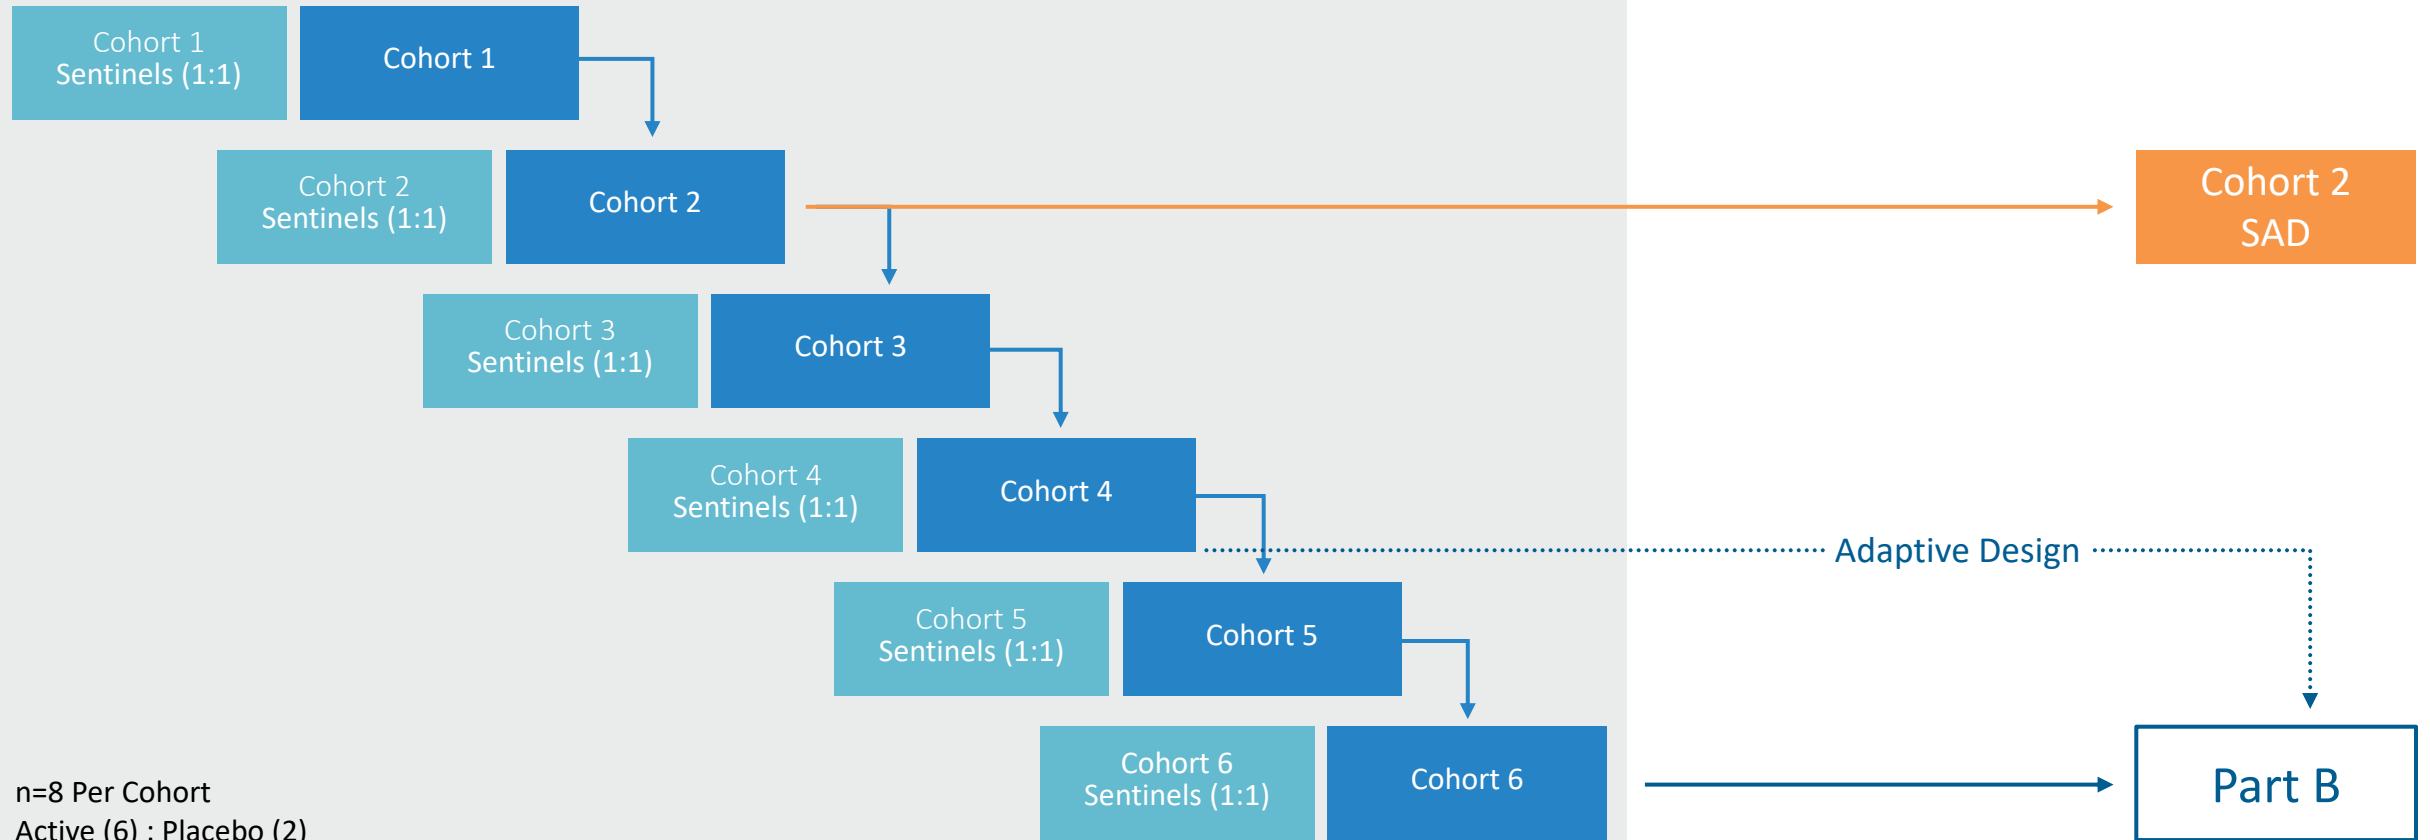 Cohort 1
Sentinels (1:1)
Cohort 1
Cohort 2
Sentinels (1:1)
Cohort 2
Cohort 2
SAD
Cohort 3
Sentinels (1:1)
Cohort 3
Cohort 4
Sentinels (1:1)
Cohort 4
Adaptive Design
Cohort 5
Sentinels (1:1)
Cohort 5
Cohort 6
Sentinels (1:1)
Cohort 6
Part B
n=8 Per Cohort
Active (6) : Placebo (2)